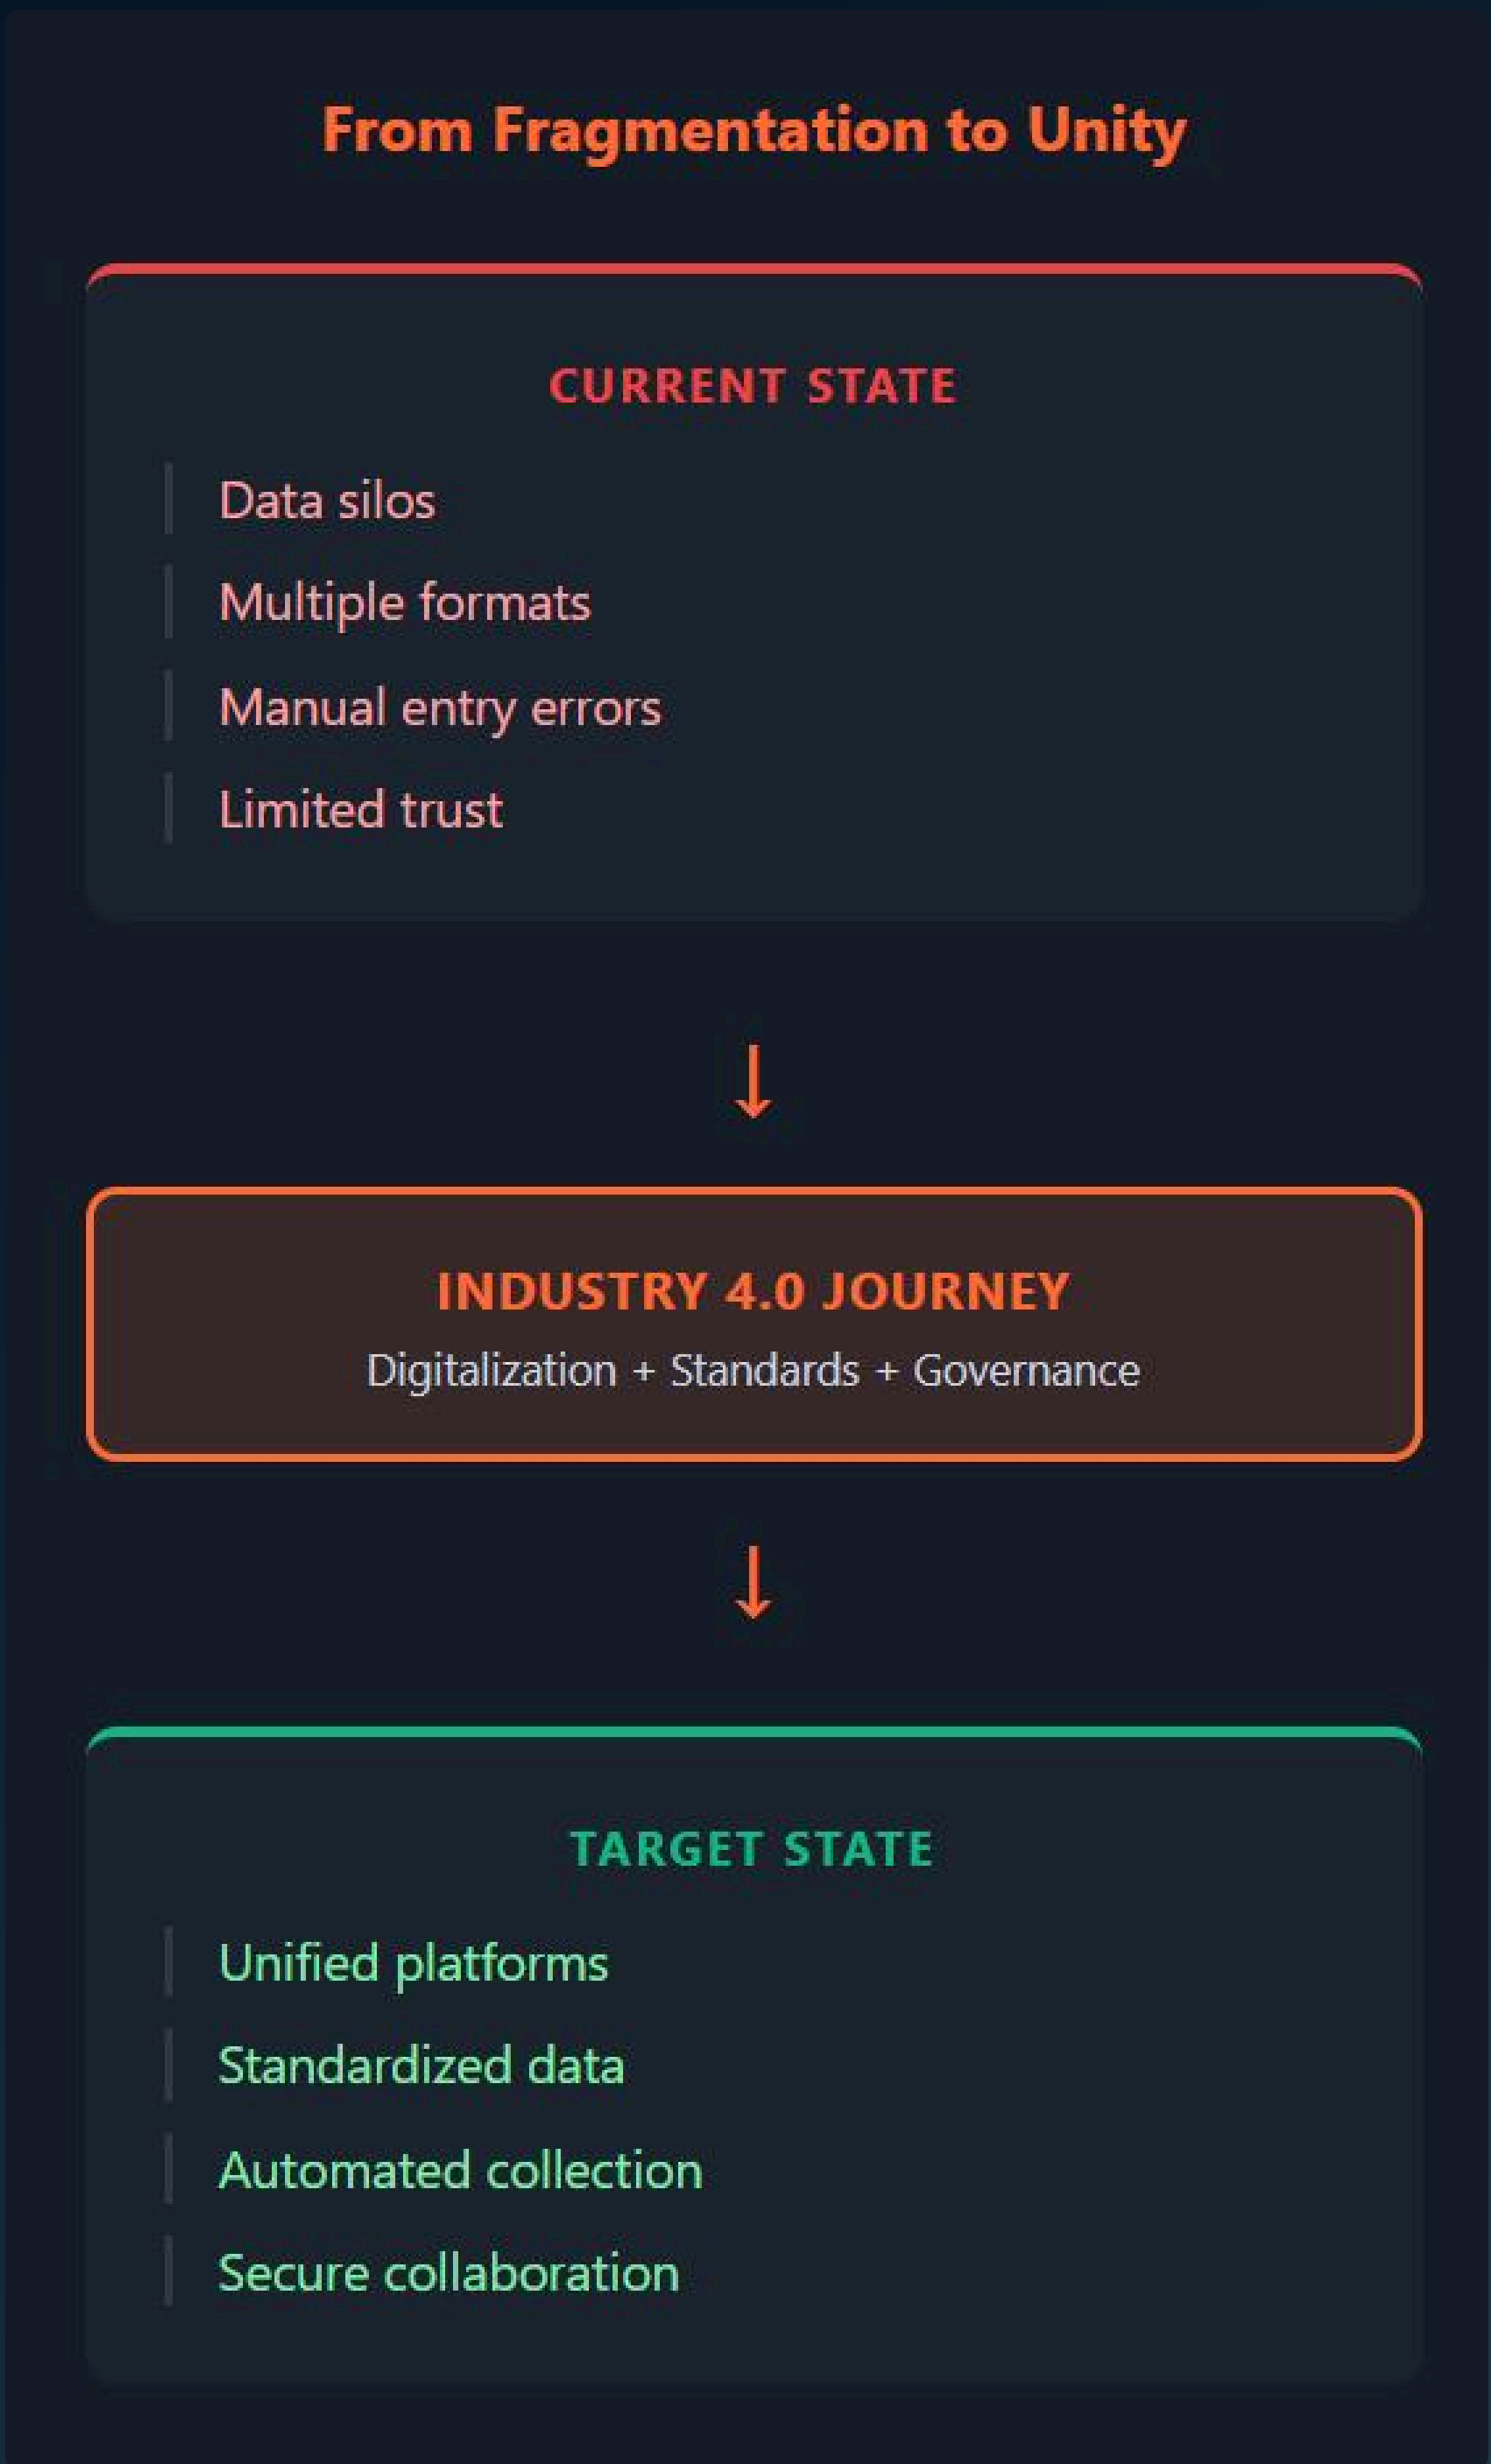 From Fragmentation to Unity
CURRENT STATE
Data silos
Multiple formats
Manual entry errors
Limited trust
↓
INDUSTRY 4.0 JOURNEY
Digitalization + Standards + Governance
↓
TARGET STATE
Unified platforms
Standardized data
Automated collection
Secure collaboration